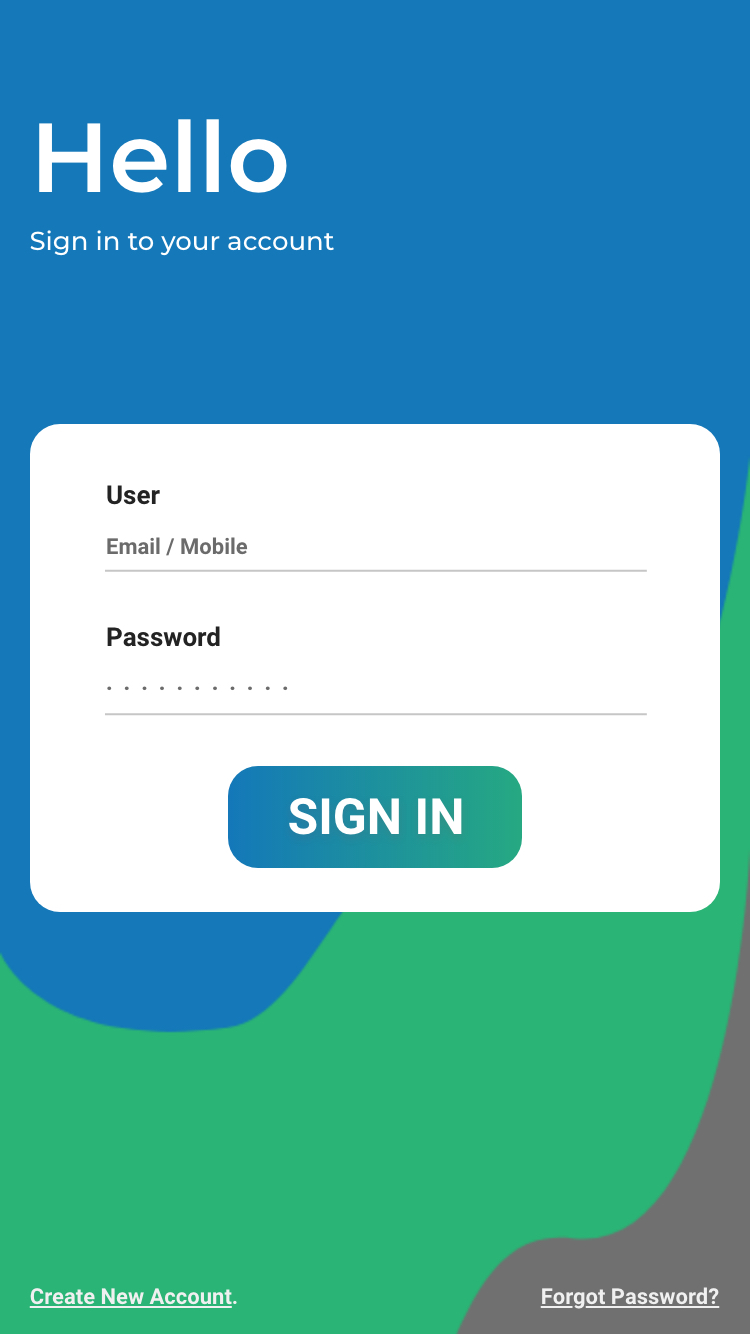 Hello
Sign in to your account
User
Email / Mobile
Password
. . . . . . . . . . .
SIGN IN
Create New Account.
Forgot Password?